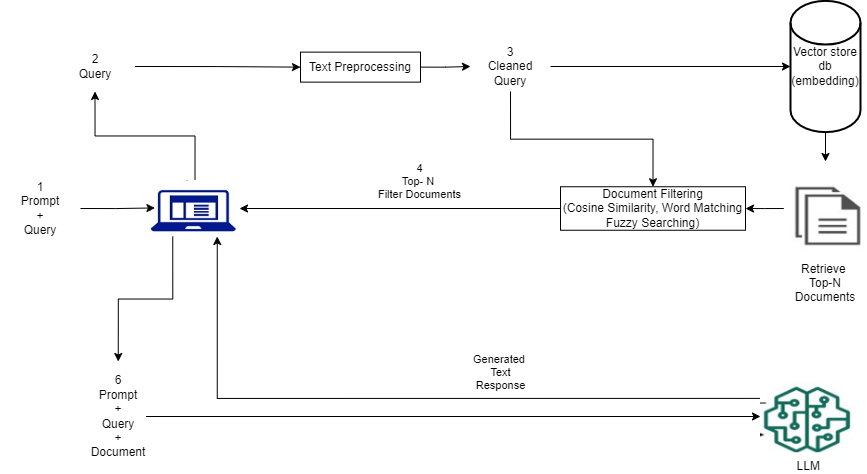 2
Query
Text Preprocessing
3
Cleaned
Query
Vector store
db
(embedding)
1
Prompt
+
Query
4
Top- N
Filter Documents
Document Filtering
(Cosine Similarity, Word Matching
Fuzzy Searching)
Retrieve
Top-N
Documents
Generated
Text
Response
6
Prompt
+
Query
+
Document
LLM